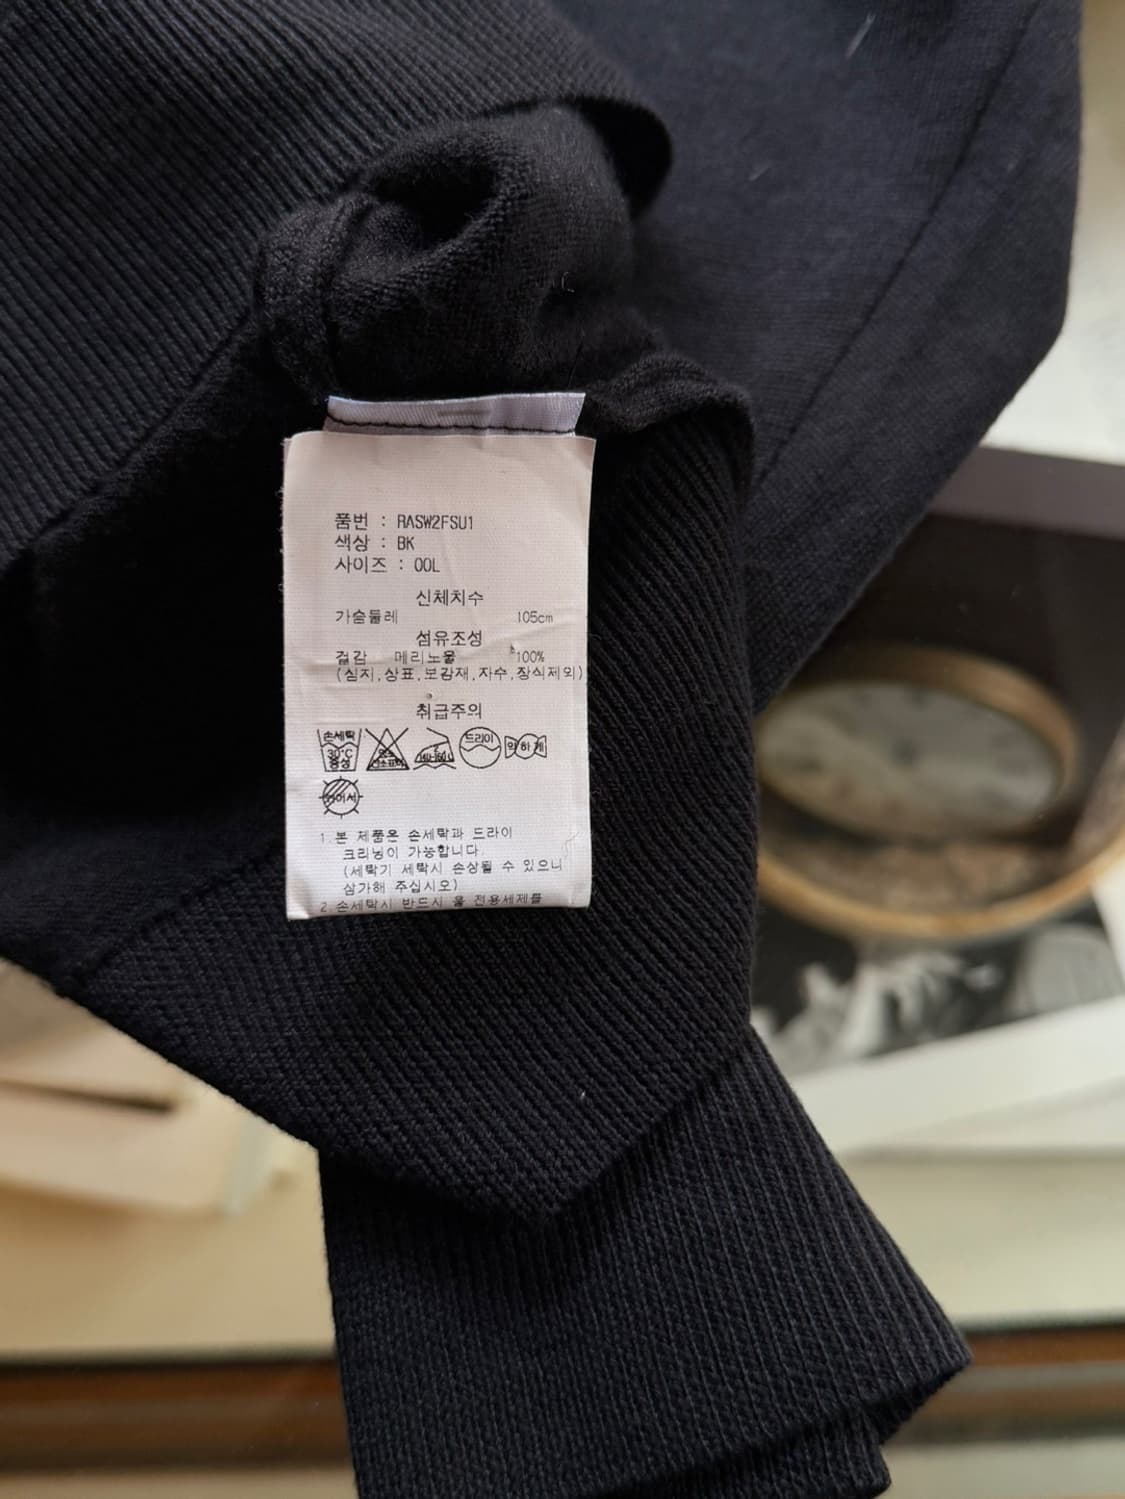 품번 : RASW2FSU1
색상 : BK
사이즈 : 00L
신체치수
가슴둘레 105cm
섬유조성
겉감 메리노울 100%
(심지,상표,보강재,자수,장식제외)
취급주의
손세탁 30℃ 중성 드라이 약하게
1.본 제품은 손세탁과 드라이
크리닝이 가능합니다.
(세탁기 세탁시 손상될 수 있으니
삼가해 주십시오)
2.손세탁시 반드시 울 전용세제를